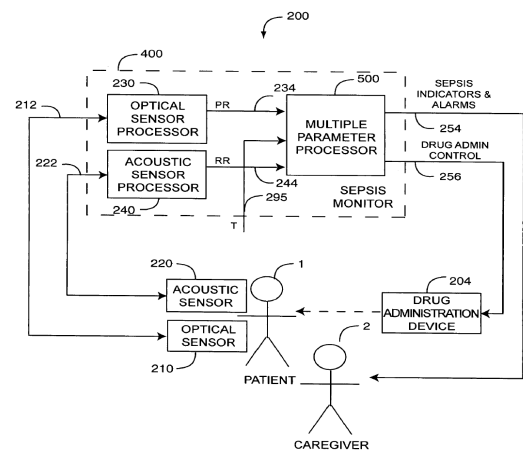 200
400
230
OPTICAL
SENSOR
PROCESSOR
PR
234
500
MULTIPLE
PARAMETER
PROCESSOR
SEPSIS
INDICATORS &
ALARMS
254
DRUG ADMIN
CONTROL
256
212
222
ACOUSTIC
SENSOR
PROCESSOR
240
RR
244
295
T
SEPSIS
MONITOR
220
ACOUSTIC
SENSOR
OPTICAL
SENSOR
210
1
PATIENT
2
CAREGIVER
204
DRUG
ADMINISTRATION
DEVICE